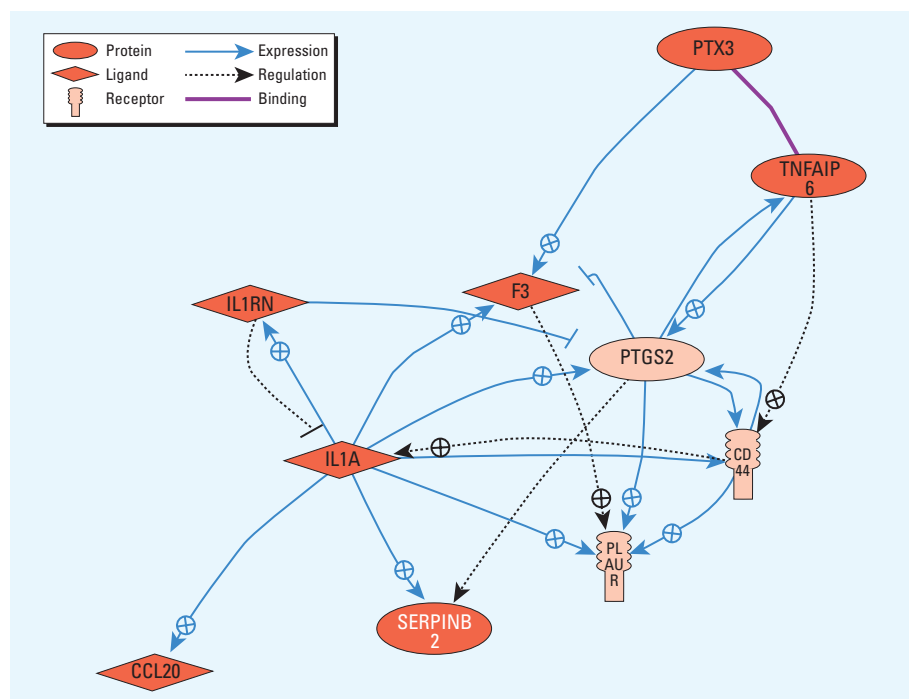 Protein
Expression
Ligand
Regulation
Receptor
Binding
PTX3
TNFAIP
6
F3
IL1RN
PTGS2
IL1A
CD
44
PL
AU
R
SERPINB
2
CCL20